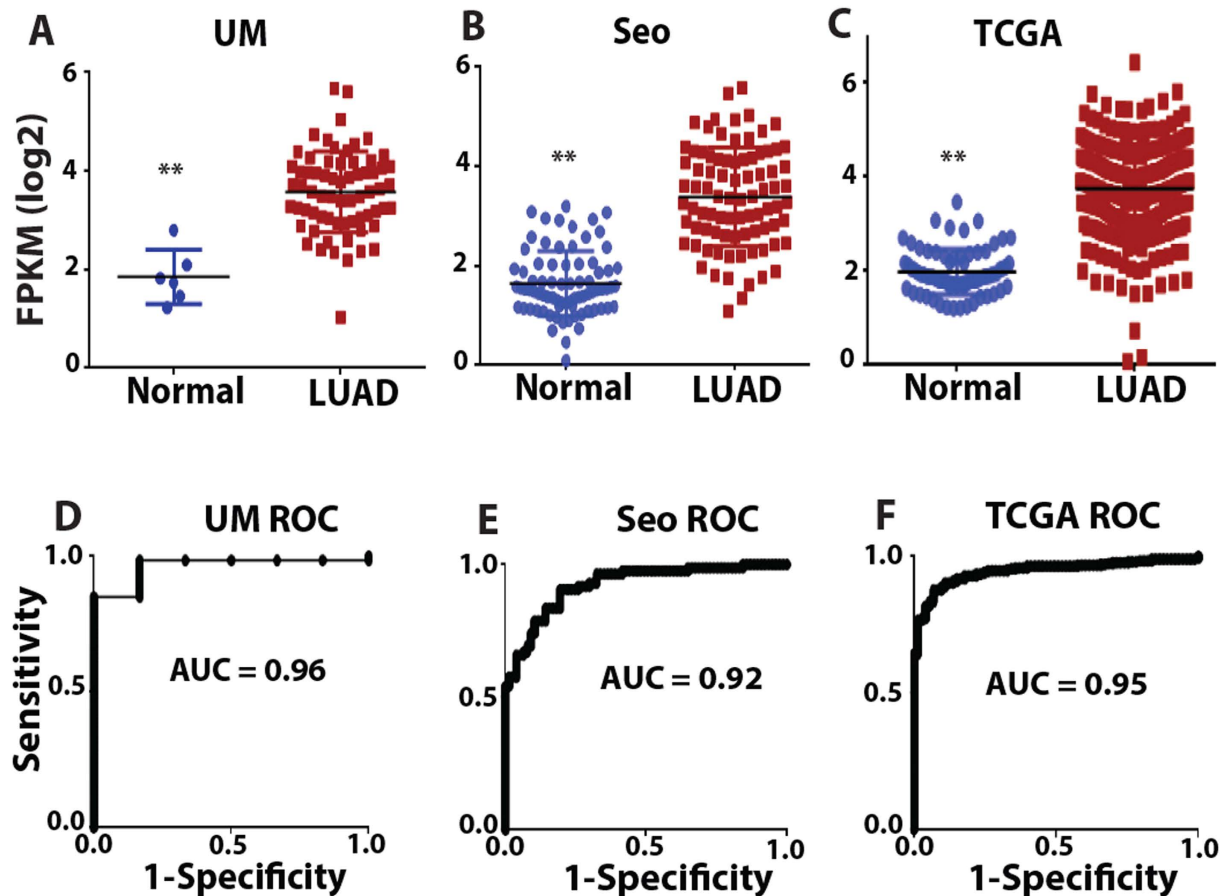 A UM
B Seo
C TCGA
FPKM (log2)
6
4
2
0
**
Normal LUAD
6
4
2
0
**
Normal LUAD
6
4
2
0
**
Normal LUAD
D UM ROC
E Seo ROC
F TCGA ROC
Sensitivity
1.0
0.5
0.0
AUC = 0.96
0.0 0.5 1.0
1-Specificity
1.0
0.5
0.0
AUC = 0.92
0.0 0.5 1.0
1-Specificity
1.0
0.5
0.0
AUC = 0.95
0.0 0.5 1.0
1-Specificity